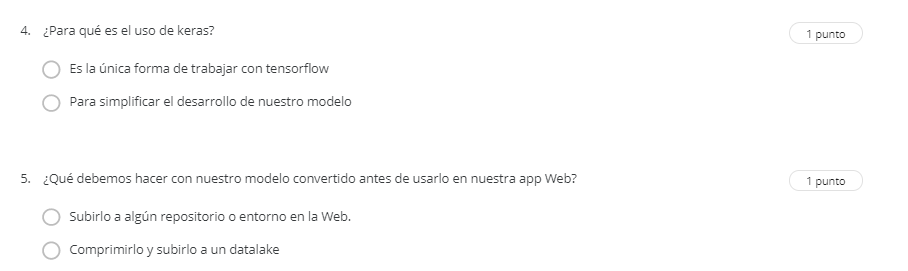 4. ¿Para qué es el uso de keras?
1 punto
Es la única forma de trabajar con tensorflow
Para simplificar el desarrollo de nuestro modelo
5. ¿Qué debemos hacer con nuestro modelo convertido antes de usarlo en nuestra app Web?
1 punto
Subirlo a algún repositorio o entorno en la Web.
Comprimirlo y subirlo a un datalake